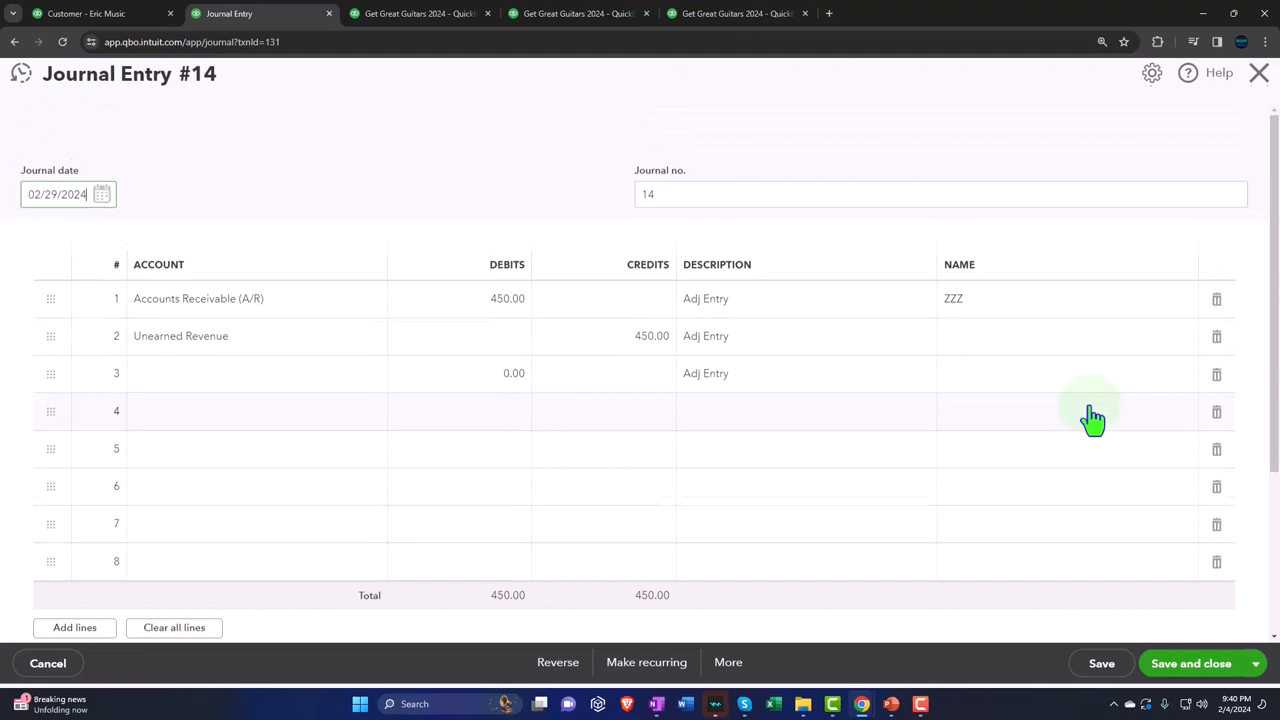 Customer - Eric Music
Journal Entry
Get Great Guitars 2024 - QuickB
Get Great Guitars 2024 - QuickB
Get Great Guitars 2024 - QuickB
app.qbo.intuit.com/app/journal?txnId=131
Journal Entry #14
Help
Journal date
Journal no.
02/29/2024
14
# ACCOUNT DEBITS CREDITS DESCRIPTION NAME
1 Accounts Receivable (A/R) 450.00 Adj Entry ZZZ
2 Unearned Revenue 450.00 Adj Entry
3 0.00 Adj Entry
4
5
6
7
8
Total 450.00 450.00
Add lines Clear all lines
Cancel Reverse Make recurring More Save Save and close
Breaking news
Unfolding now
Search
9:40 PM
2/4/2024